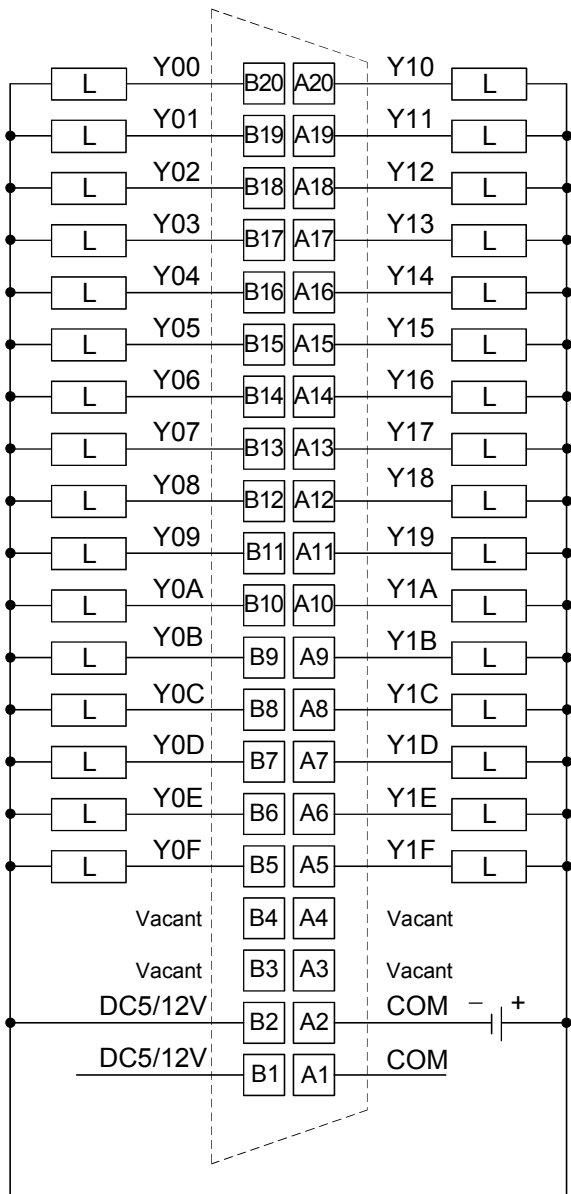 Y00 Y10
L B20 A20 L
Y01 Y11
L B19 A19 L
Y02 Y12
L B18 A18 L
Y03 Y13
L B17 A17 L
Y04 Y14
L B16 A16 L
Y05 Y15
L B15 A15 L
Y06 Y16
L B14 A14 L
Y07 Y17
L B13 A13 L
Y08 Y18
L B12 A12 L
Y09 Y19
L B11 A11 L
Y0A Y1A
L B10 A10 L
Y0B Y1B
L B9 A9 L
Y0C Y1C
L B8 A8 L
Y0D Y1D
L B7 A7 L
Y0E Y1E
L B6 A6 L
Y0F Y1F
L B5 A5 L
Vacant B4 A4 Vacant
Vacant B3 A3 Vacant
DC5/12V COM − +
B2 A2
DC5/12V COM
B1 A1